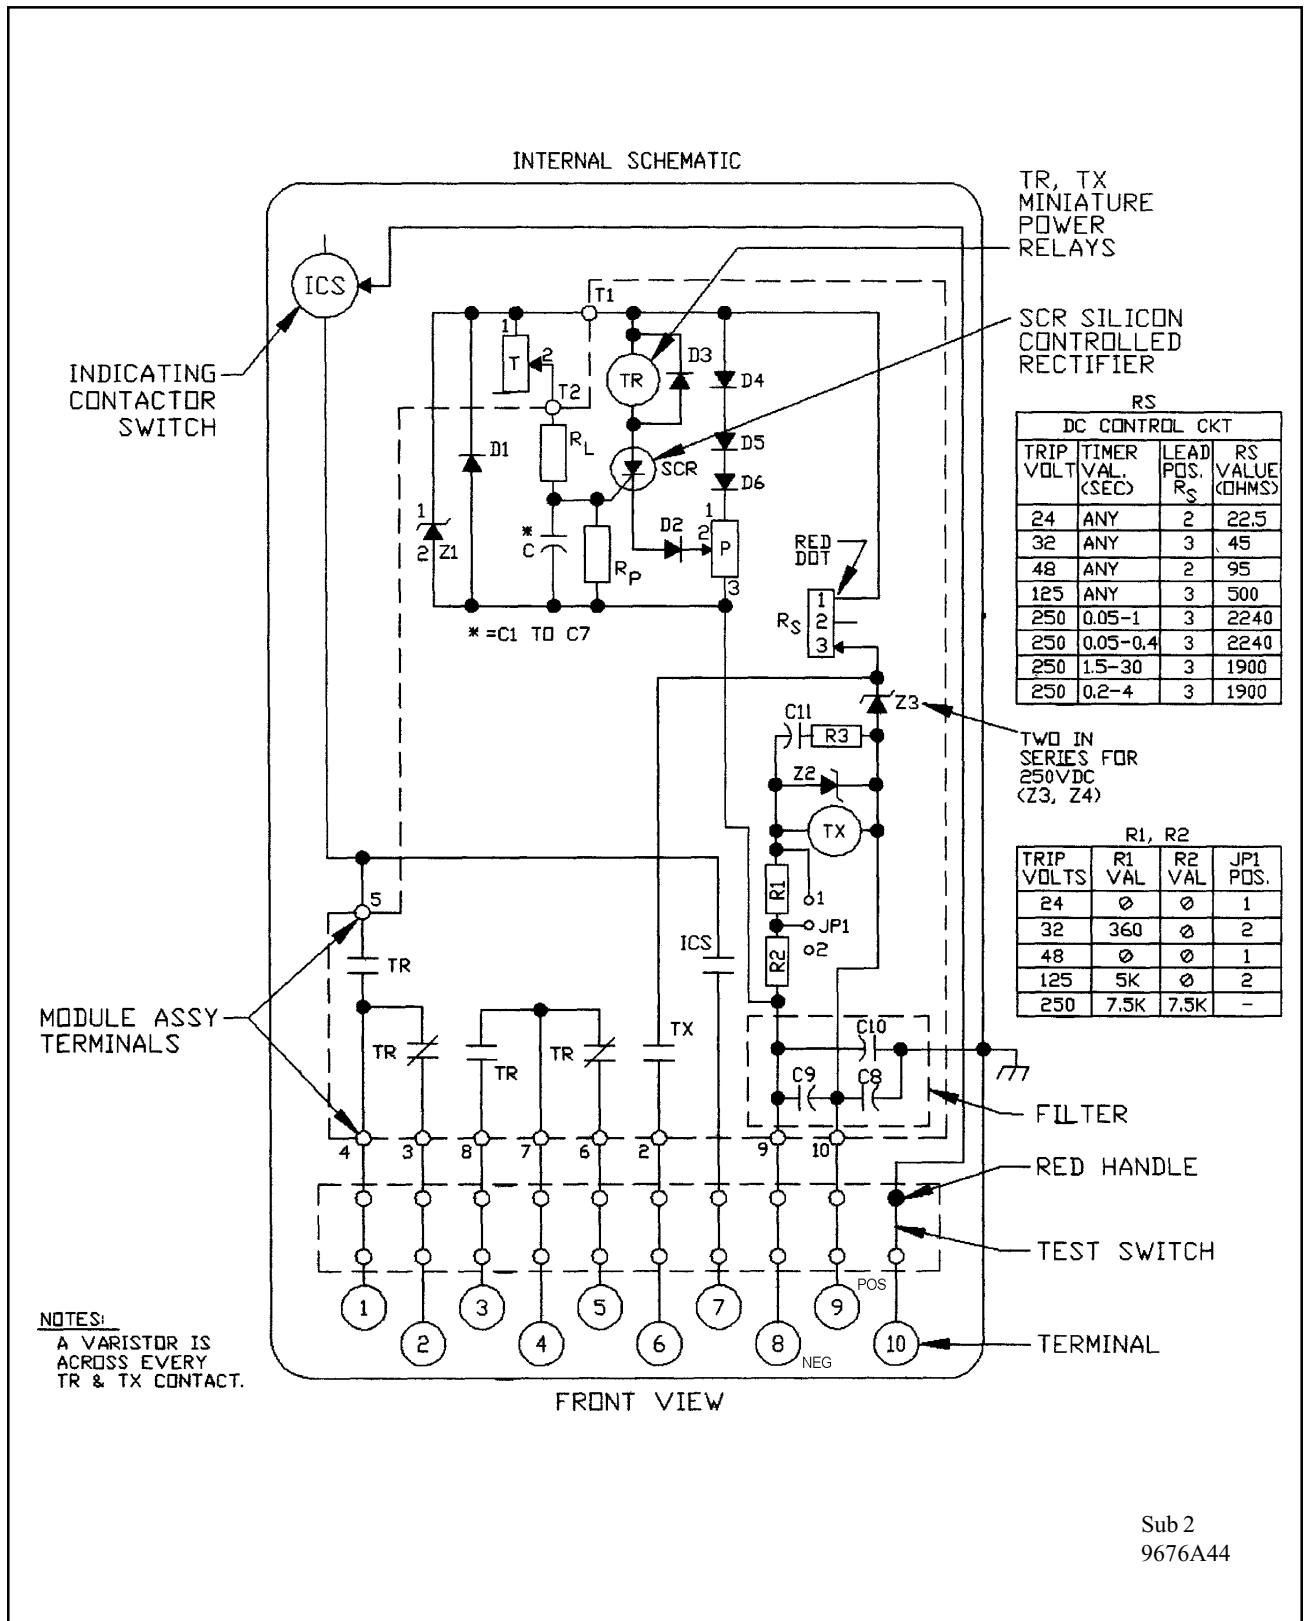 INTERNAL SCHEMATIC
TR, TX
MINIATURE
POWER
RELAYS
ICS
T1
SCR SILICON
CONTROLLED
RECTIFIER
INDICATING
CONTACTOR
SWITCH
1
T
2
T2
TR
D3
D4
RL
D1
SCR
D5
D6
1
2
Z1
*
C
RP
D2
1
2
P
3
RED
DOT
* =C1 TO C7
RS
1
2
3
RS
DC CONTROL CKT
TRIP VOLT TIMER VAL. (SEC) LEAD POS. RS RS VALUE (OHMS)
24 ANY 2 22.5
32 ANY 3 45
48 ANY 2 95
125 ANY 3 500
250 0.05-1 3 2240
250 0.05-0.4 3 2240
250 1.5-30 3 1900
250 0.2-4 3 1900
Z3
C11
R3
Z2
TX
TWO IN
SERIES FOR
250VDC
(Z3, Z4)
R1
1
JP1
2
R2
R1, R2
TRIP VOLTS R1 VAL R2 VAL JP1 POS.
24 Ø Ø 1
32 360 Ø 2
48 Ø Ø 1
125 5K Ø 2
250 7.5K 7.5K -
5
TR
ICS
MODULE ASSY
TERMINALS
TR
TR
TR
TX
C10
C9
C8
FILTER
4 3 8 7 6 2 9 10
RED HANDLE
TEST SWITCH
1 3 5 7 9 POS
2 4 6 8 NEG 10
TERMINAL
NOTES:
A VARISTOR IS
ACROSS EVERY
TR & TX CONTACT.
FRONT VIEW
Sub 2
9676A44